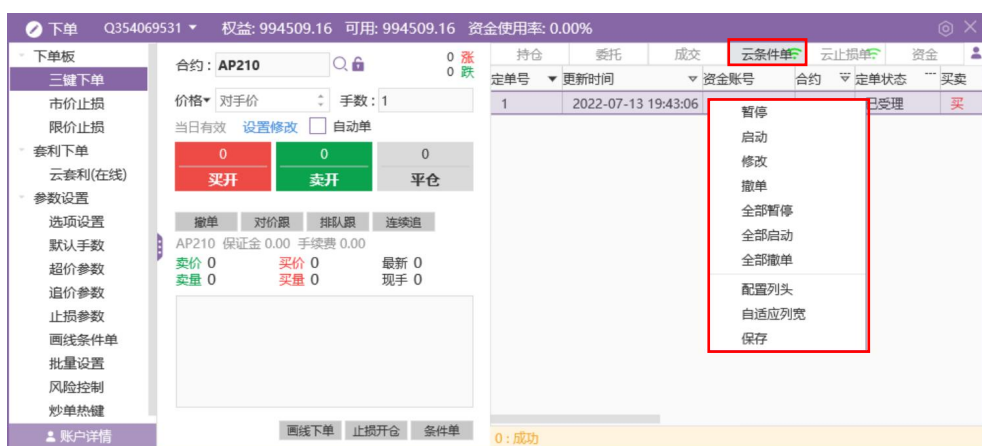 下单 Q354069531 权益: 994509.16 可用: 994509.16 资金使用率: 0.00%
下单板
三键下单
市价止损
限价止损
套利下单
云套利(在线)
参数设置
选项设置
默认手数
超价参数
追价参数
止损参数
画线条件单
批量设置
风险控制
炒单热键
账户详情
合约: AP210 0 涨
0 跌
价格 对手价 手数: 1
当日有效 设置修改 自动单
0 0 0
买开 卖开 平仓
撤单 对价跟 排队跟 连续追
AP210 保证金 0.00 手续费 0.00
卖价 0 买价 0 最新 0
卖量 0 买量 0 现手 0
画线下单 止损开仓 条件单
持仓 委托 成交 云条件单 云止损单 资金
定单号 更新时间 资金账号 合约 定单状态 买卖
1 2022-07-13 19:43:06 已受理 买
暂停
启动
修改
撤单
全部暂停
全部启动
全部撤单
配置列头
自适应列宽
保存
0 : 成功